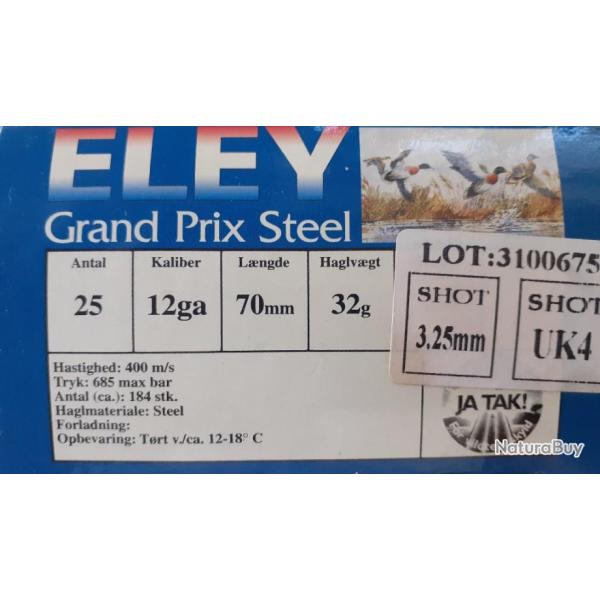 ELEY
Grand Prix Steel
Antal Kaliber Længde Haglvægt
25 12ga 70mm 32g
LOT:3100675
SHOT SHOT
3.25mm UK4
Hastighed: 400 m/s
Tryk: 685 max bar
Antal (ca.): 184 stk.
Haglmateriale: Steel
Forladning:
Opbevaring: Tørt v./ca. 12-18° C
JA TAK!
NaturaBuy